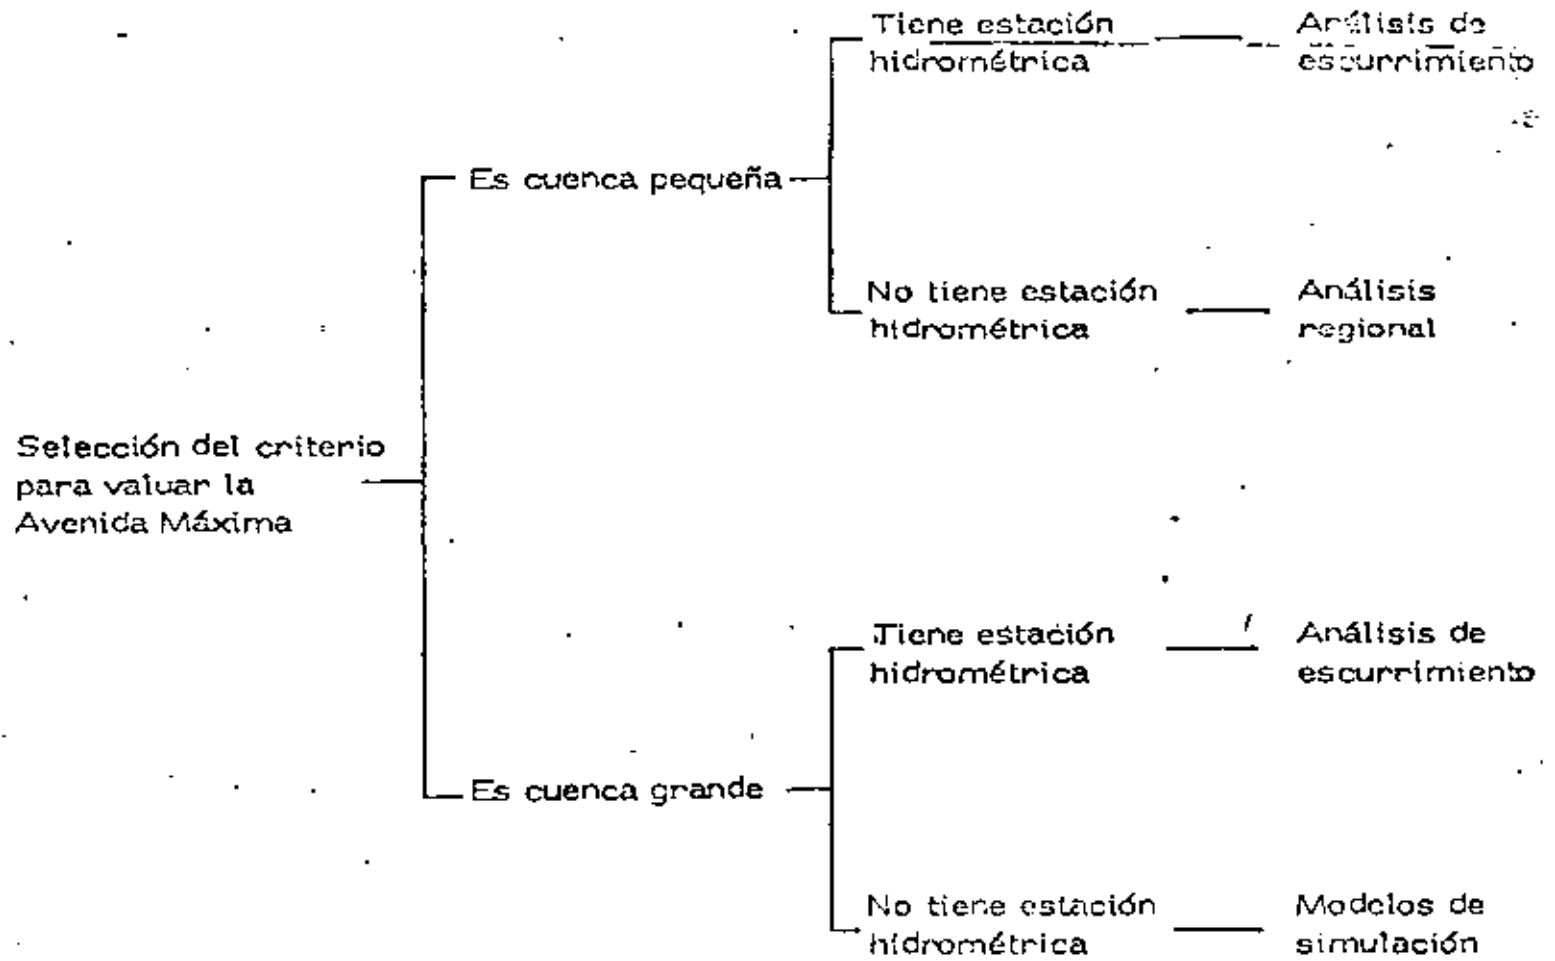 Tiene estación
hidrométrica
Análisis de
escurrimiento
Es cuenca pequeña
No tiene estación
hidrométrica
Análisis
regional
Selección del criterio
para valuar la
Avenida Máxima
Tiene estación
hidrométrica
Análisis de
escurrimiento
Es cuenca grande
No tiene estación
hidrométrica
Modelos de
simulación